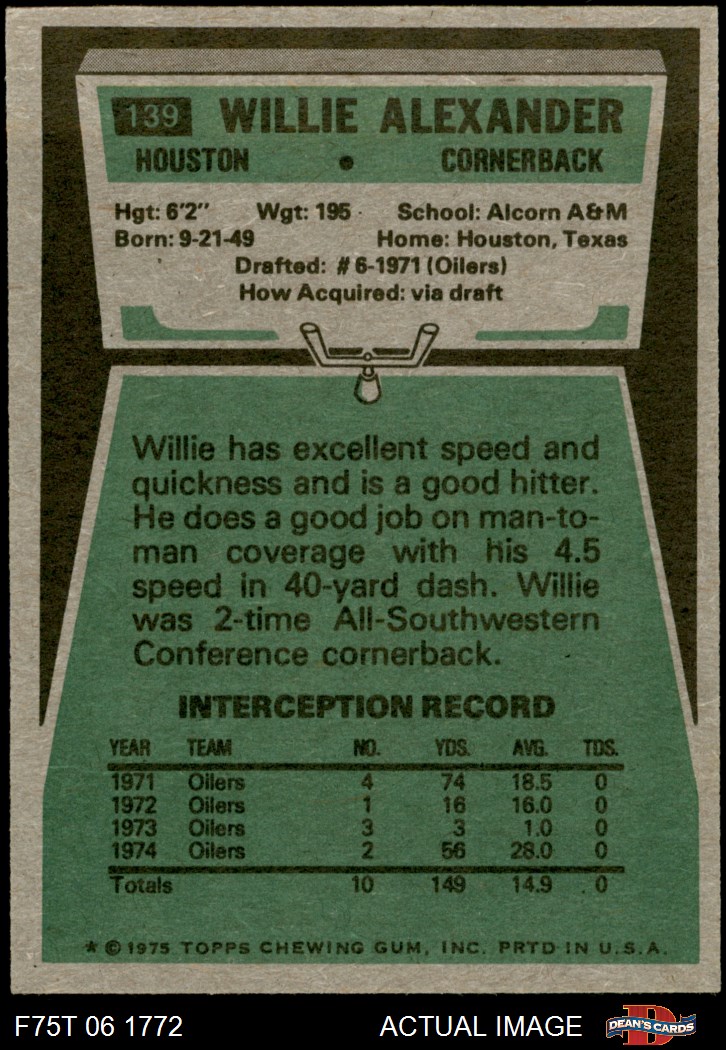 139 WILLIE ALEXANDER
HOUSTON • CORNERBACK
Hgt: 6'2" Wgt: 195 School: Alcorn A&M
Born: 9-21-49 Home: Houston, Texas
Drafted: #6-1971 (Oilers)
How Acquired: via draft
Willie has excellent speed and
quickness and is a good hitter.
He does a good job on man-to-
man coverage with his 4.5
speed in 40-yard dash. Willie
was 2-time All-Southwestern
Conference cornerback.
INTERCEPTION RECORD
YEAR TEAM NO. YDS. AVG. TDS.
1971 Oilers 4 74 18.5 0
1972 Oilers 1 16 16.0 0
1973 Oilers 3 3 1.0 0
1974 Oilers 2 56 28.0 0
Totals 10 149 14.9 0
* © 1975 TOPPS CHEWING GUM, INC. PRTD IN U.S.A.
F75T 06 1772 ACTUAL IMAGE D DEAN'S CARDS